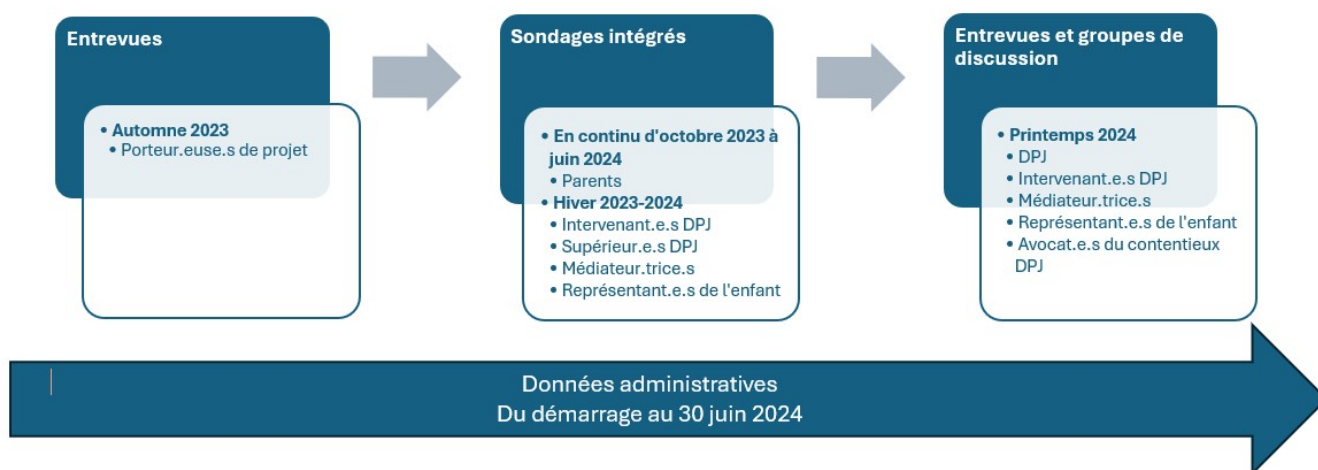 Entrevues
• Automne 2023
• Porteur.euse.s de projet
Sondages intégrés
• En continu d'octobre 2023 à
juin 2024
• Parents
• Hiver 2023-2024
• Intervenant.e.s DPJ
• Supérieur.e.s DPJ
• Médiateur.trice.s
• Représentant.e.s de l'enfant
Entrevues et groupes de
discussion
• Printemps 2024
• DPJ
• Intervenant.e.s DPJ
• Médiateur.trice.s
• Représentant.e.s de l'enfant
• Avocat.e.s du contentieux
DPJ
Données administratives
Du démarrage au 30 juin 2024